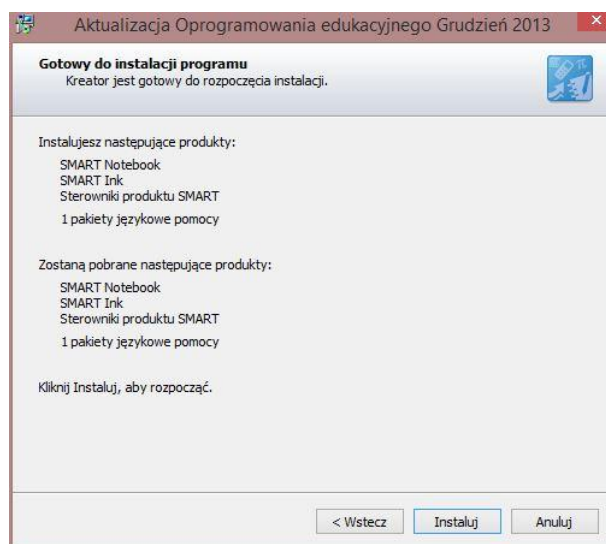 Aktualizacja Oprogramowania edukacyjnego Grudzień 2013
Gotowy do instalacji programu
Kreator jest gotowy do rozpoczęcia instalacji.
Instalujesz następujące produkty:
SMART Notebook
SMART Ink
Sterowniki produktu SMART
1 pakiety językowe pomocy
Zostaną pobrane następujące produkty:
SMART Notebook
SMART Ink
Sterowniki produktu SMART
1 pakiety językowe pomocy
Kliknij Instaluj, aby rozpocząć.
< Wstecz Instaluj Anuluj